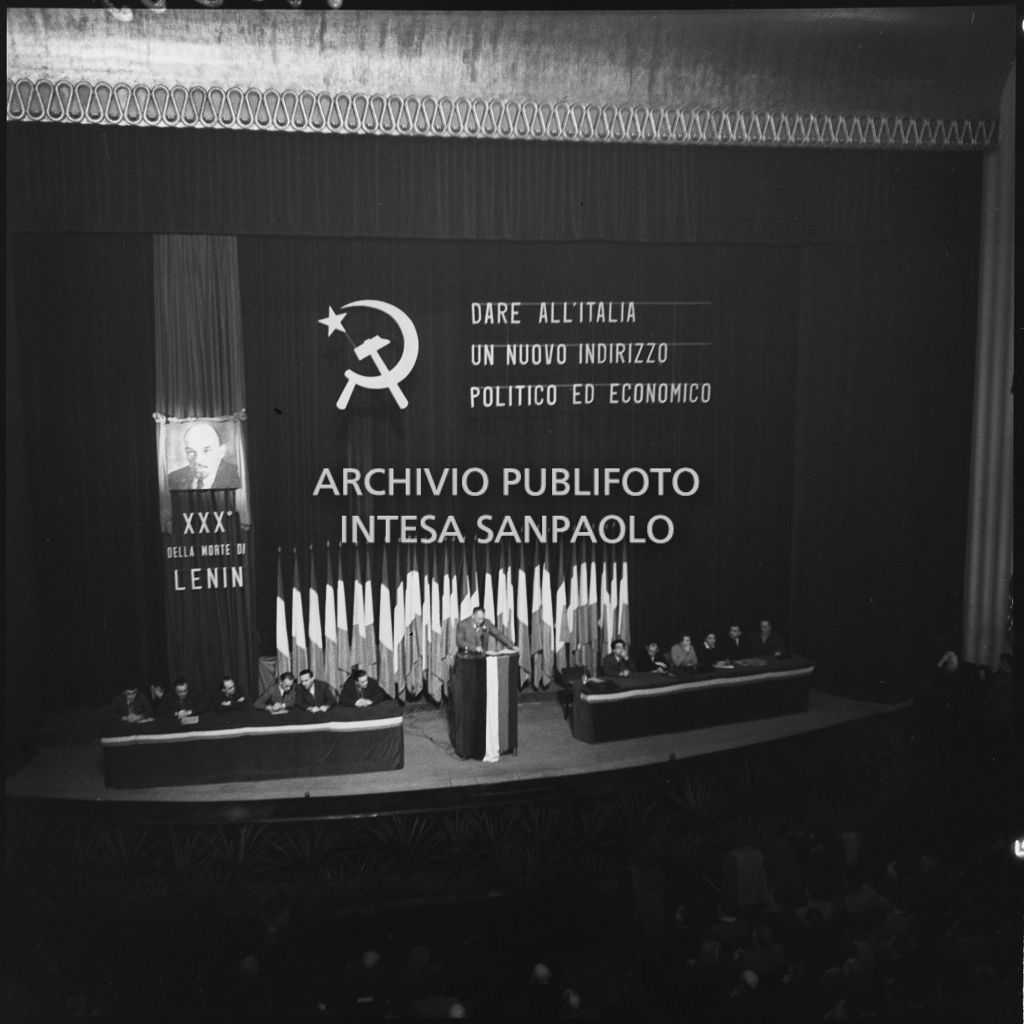 DARE ALL'ITALIA
UN NUOVO INDIRIZZO
POLITICO ED ECONOMICO
ARCHIVIO PUBLIFOTO
INTESA SANPAOLO
XXX°
DELLA MORTE DI
LENIN